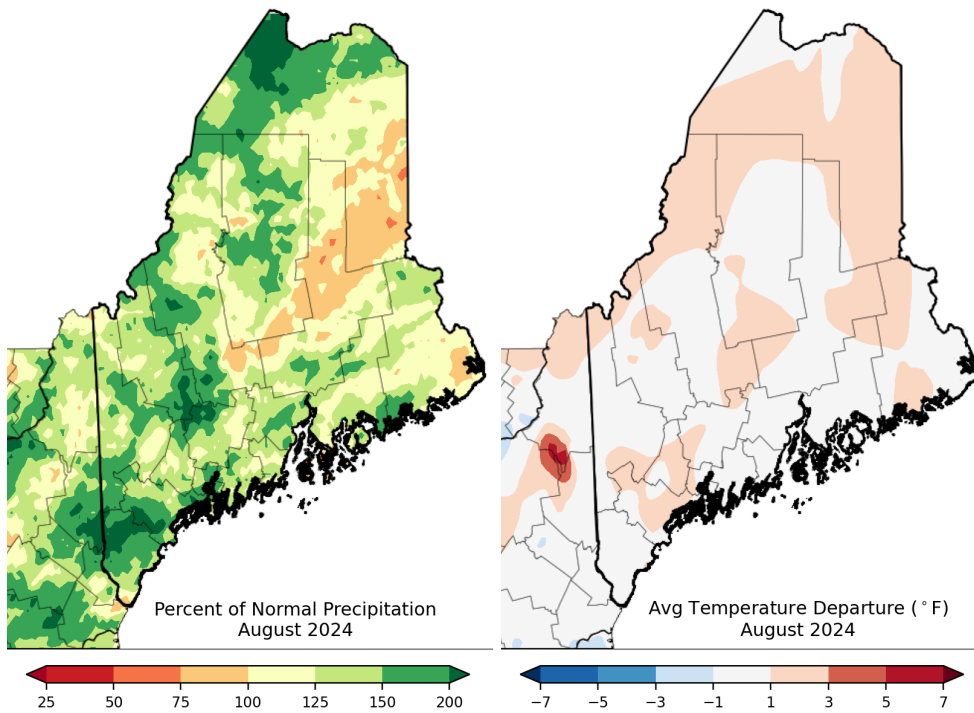 Percent of Normal Precipitation
August 2024
25 50 75 100 125 150 200
Avg Temperature Departure (°F)
August 2024
−7 −5 −3 −1 1 3 5 7